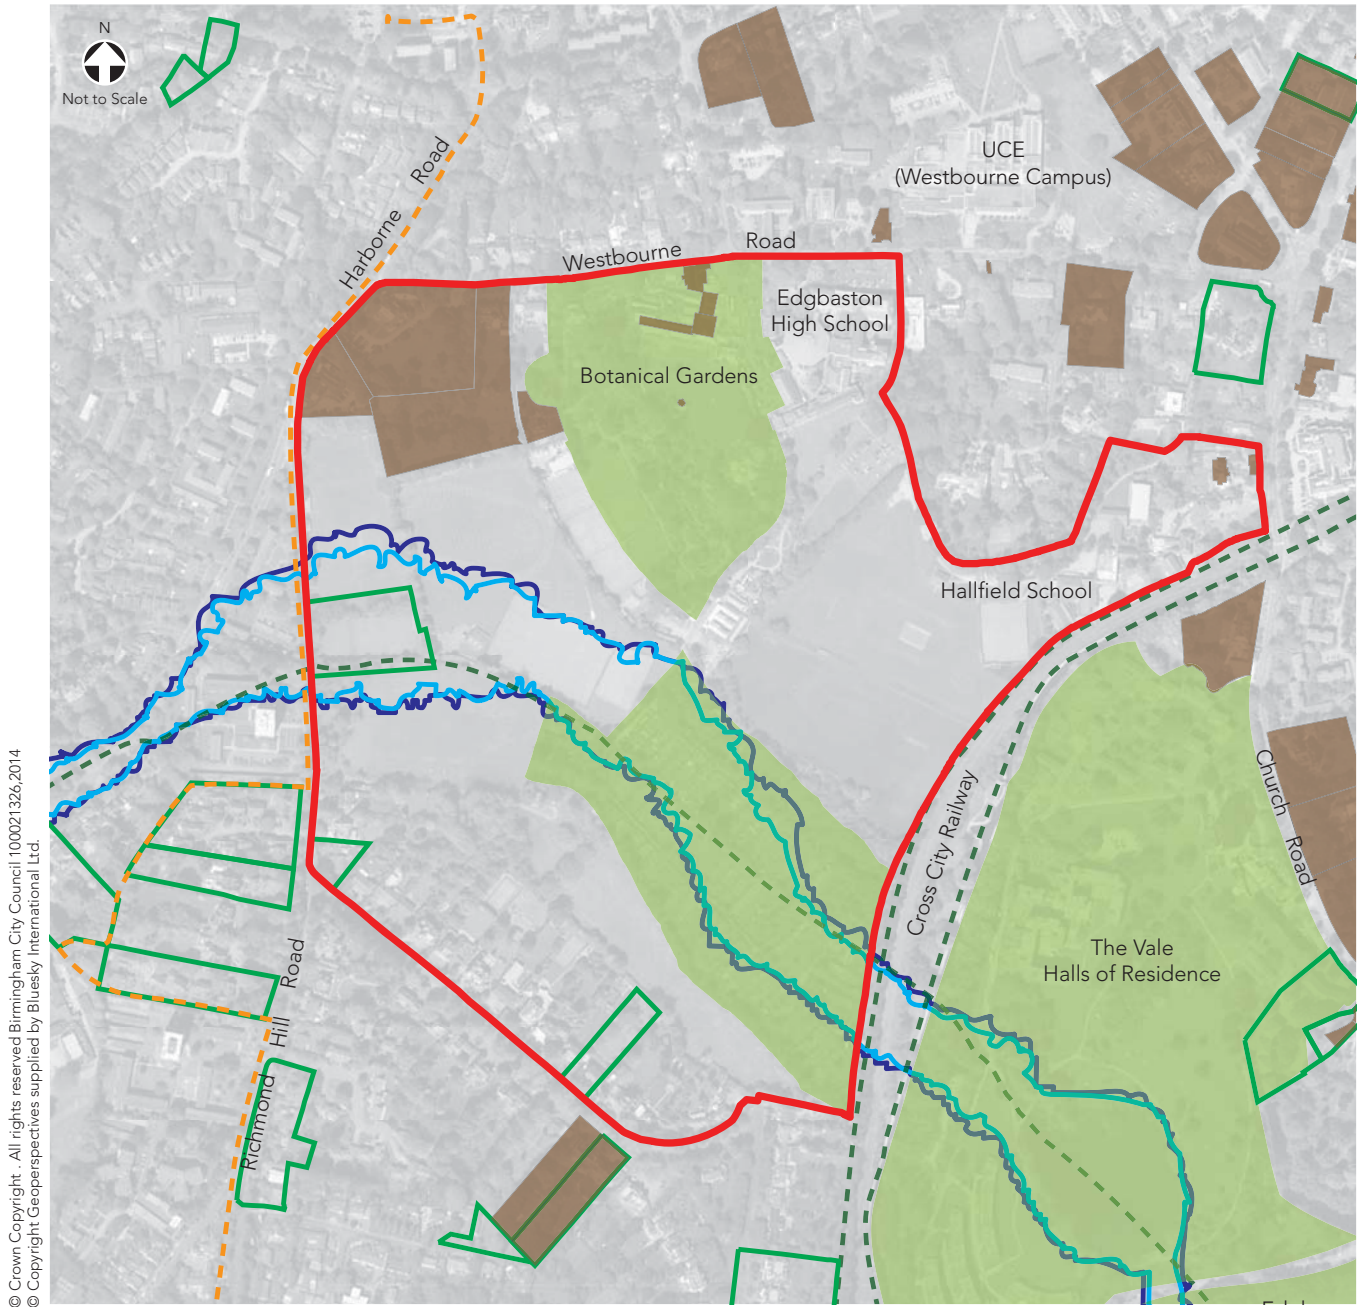 N
Not to Scale
Harborne Road
UCE
(Westbourne Campus)
Westbourne Road
Edgbaston
High School
Botanical Gardens
Hallfield School
Cross City Railway
Church Road
The Vale
Halls of Residence
Richmond Hill Road
© Crown Copyright . All rights reserved Birmingham City Council 100021326,2014
© Copyright Geoperspectives supplied by Bluesky International Ltd.